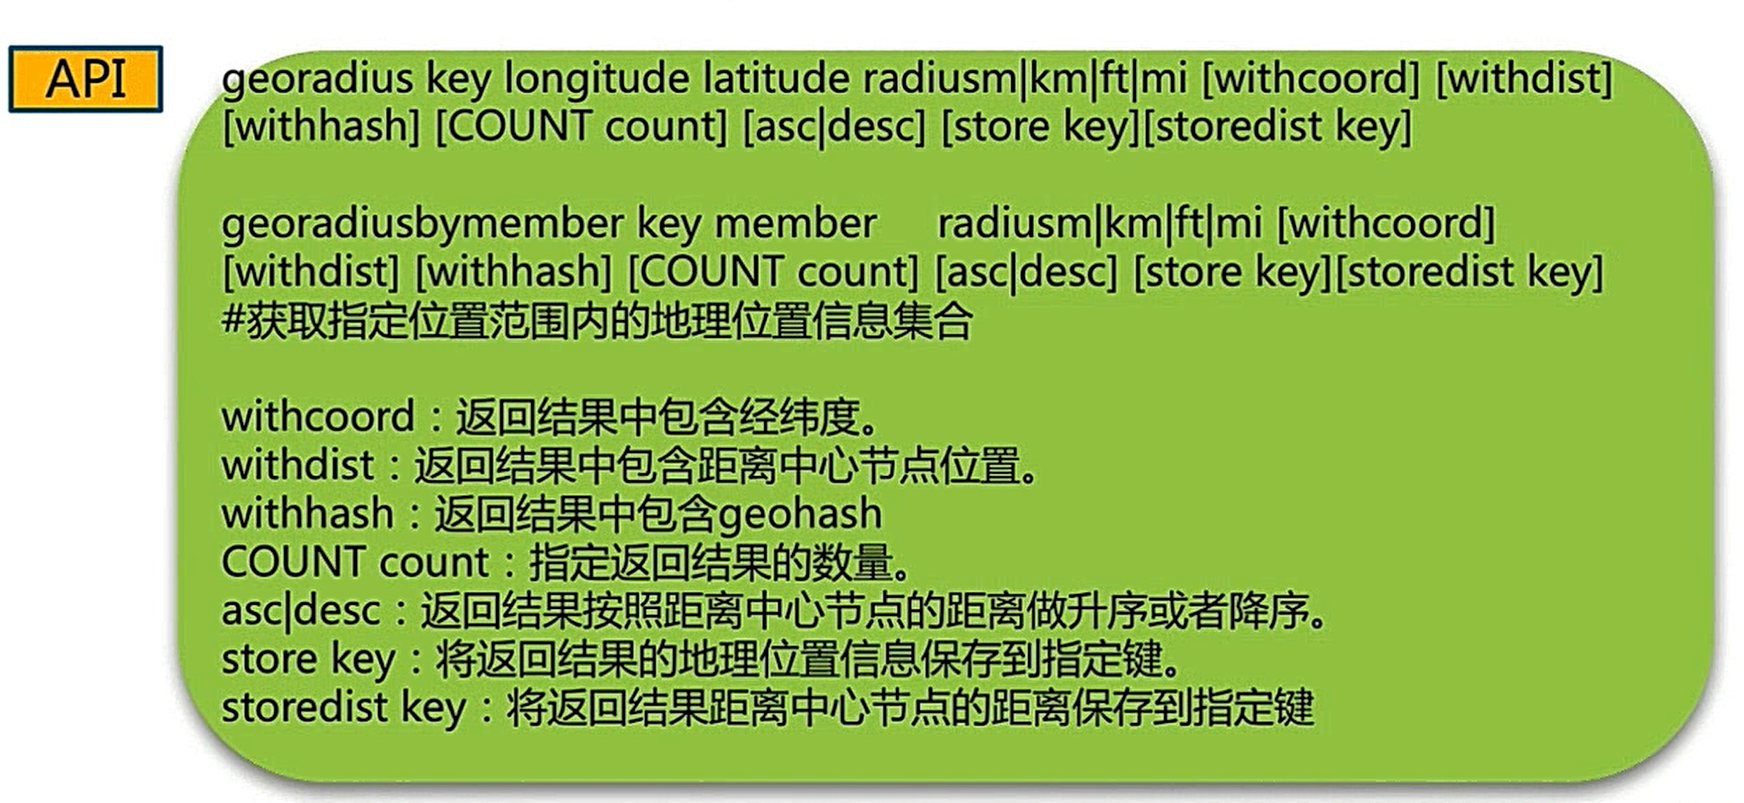 API
georadius key longitude latitude radiusm|km|ft|mi [withcoord] [withdist]
[withhash] [COUNT count] [asc|desc] [store key][storedist key]
georadiusbymember key member radiusm|km|ft|mi [withcoord]
[withdist] [withhash] [COUNT count] [asc|desc] [store key][storedist key]
#获取指定位置范围内的地理位置信息集合
withcoord：返回结果中包含经纬度。
withdist：返回结果中包含距离中心节点位置。
withhash：返回结果中包含geohash
COUNT count：指定返回结果的数量。
asc|desc：返回结果按照距离中心节点的距离做升序或者降序。
store key：将返回结果的地理位置信息保存到指定键。
storedist key：将返回结果距离中心节点的距离保存到指定键